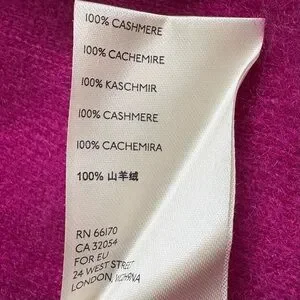 100% CASHMERE
100% CACHEMIRE
100% KASCHMIR
100% CASHMERE
100% CACHEMIRA
100% 山羊绒
RN 66170
CA 32054
FOR EU
24 WEST STREET
LONDON,